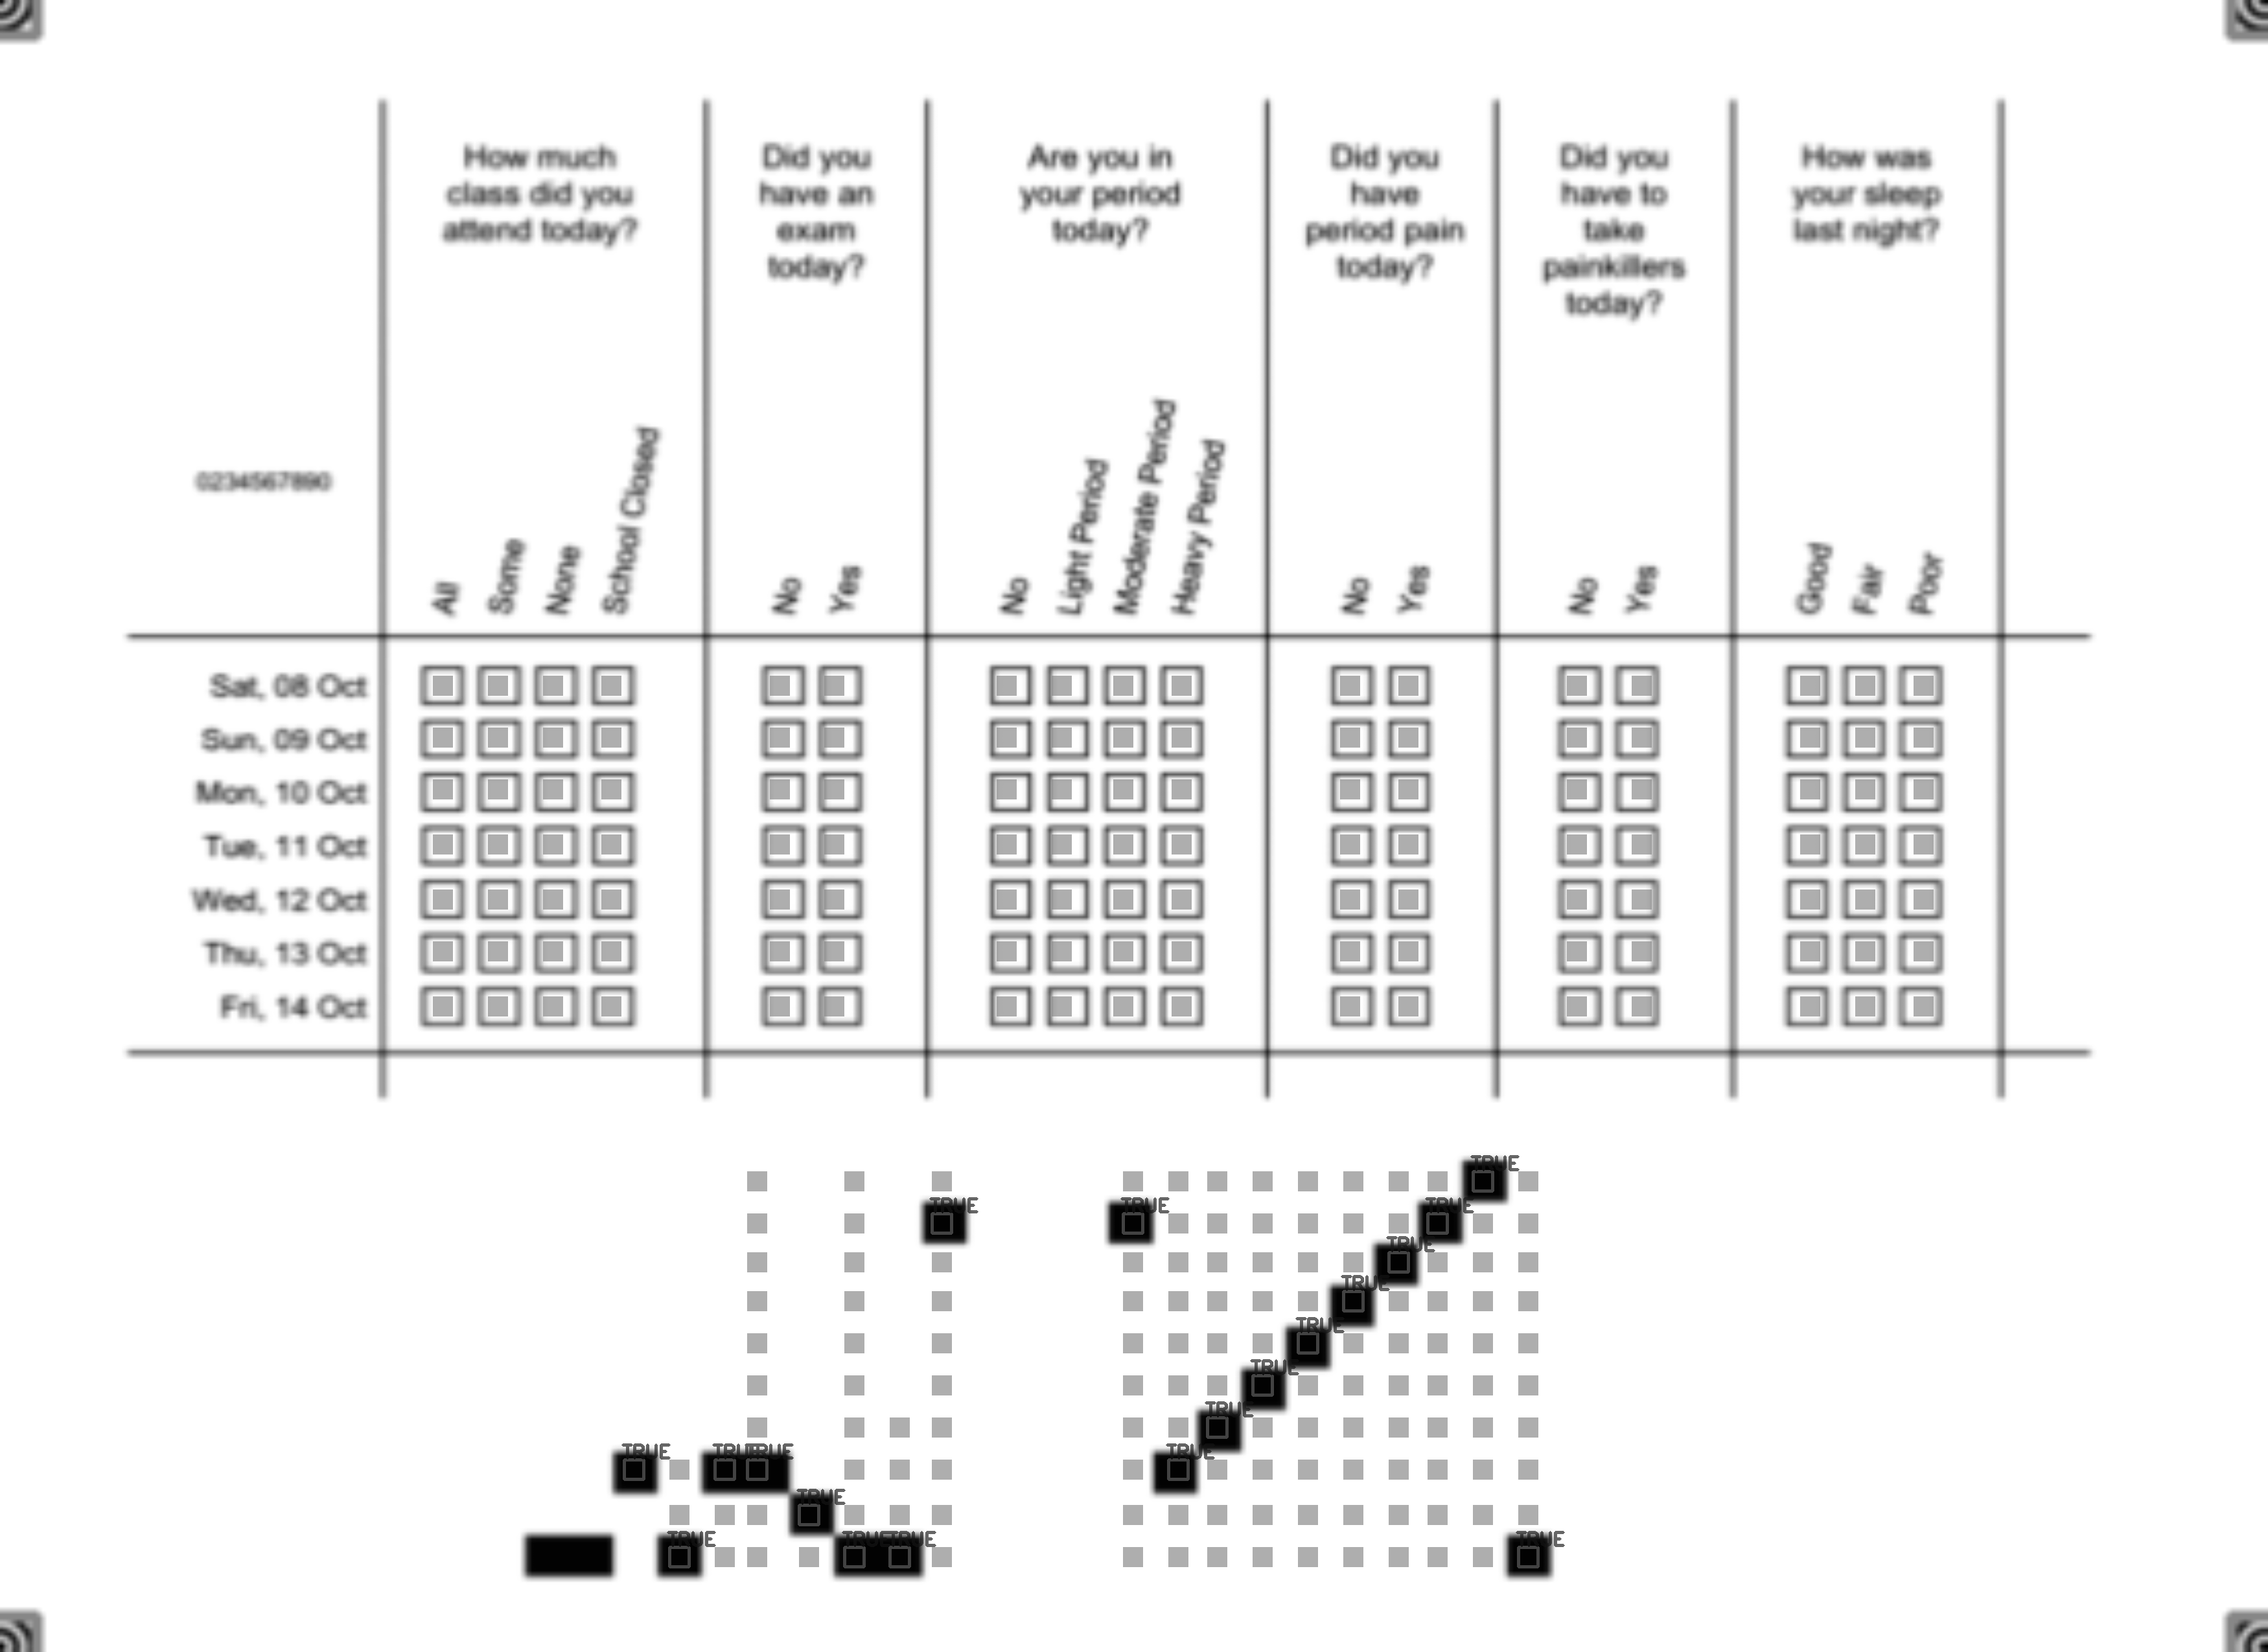 How much
class did you
attend today?
Did you
have an
exam
today?
Are you in
your period
today?
Did you
have
period pain
today?
Did you
have to
take
painkillers
today?
How was
your sleep
last night?
0234567890
All
Some
None
School Closed
No
Yes
No
Light Period
Moderate Period
Heavy Period
No
Yes
No
Yes
Good
Fair
Poor
Sat, 08 Oct
Sun, 09 Oct
Mon, 10 Oct
Tue, 11 Oct
Wed, 12 Oct
Thu, 13 Oct
Fri, 14 Oct
TRUE
TRUE TRUE TRUE
TRUE
TRUE
TRUE
TRUE
TRUE
TRUE
TRUE TRUE TRUE TRUE
TRUE
TRUE TRUE TRUE TRUE